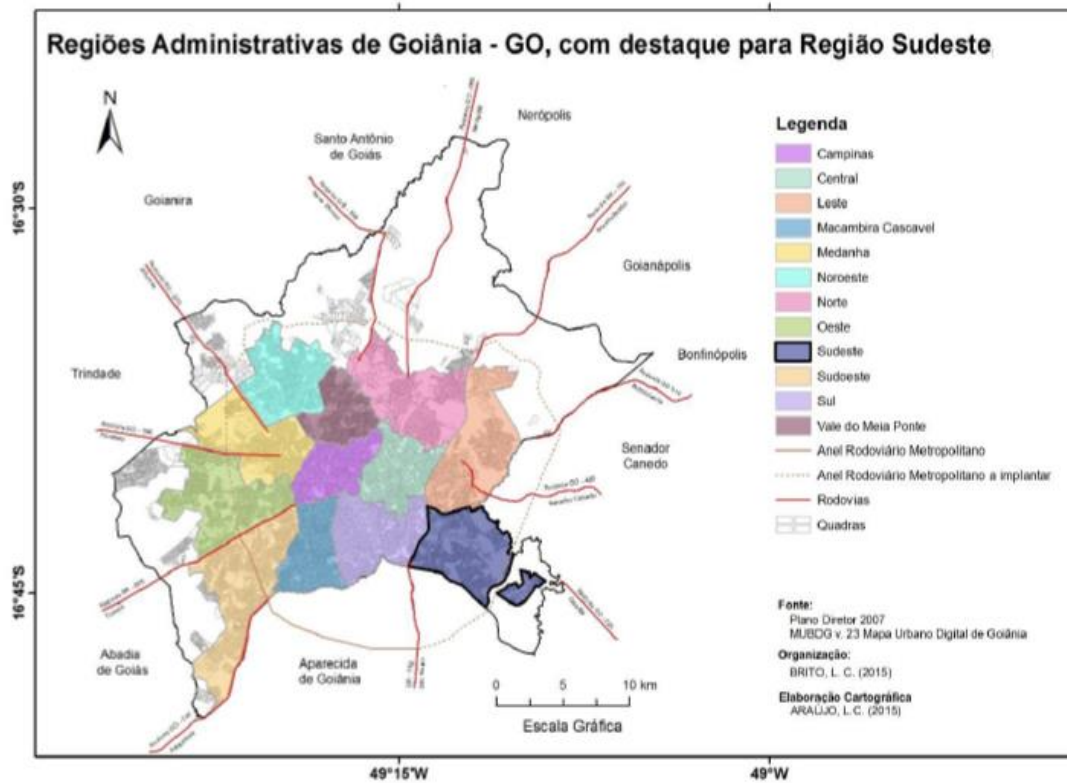 Regiões Administrativas de Goiânia - GO, com destaque para Região Sudeste
N
Nerópolis
Santo Antônio
de Goiás
Goianira
Goianápolis
Bonfinópolis
Trindade
Senador
Canedo
Abadia
de Goiás
Aparecida
de Goiânia
16°30'S
16°45'S
49°15'W
49°W
0 5 10 km
Escala Gráfica
Legenda
Campinas
Central
Leste
Macambira Cascavel
Medanha
Noroeste
Norte
Oeste
Sudeste
Sudoeste
Sul
Vale do Meia Ponte
Anel Rodoviário Metropolitano
Anel Rodoviário Metropolitano a implantar
Rodovias
Quadras
Fonte:
Plano Diretor 2007
MUBDG v. 23 Mapa Urbano Digital de Goiânia
Organização:
BRITO, L. C. (2015)
Elaboração Cartográfica
ARAÚJO, L.C. (2015)